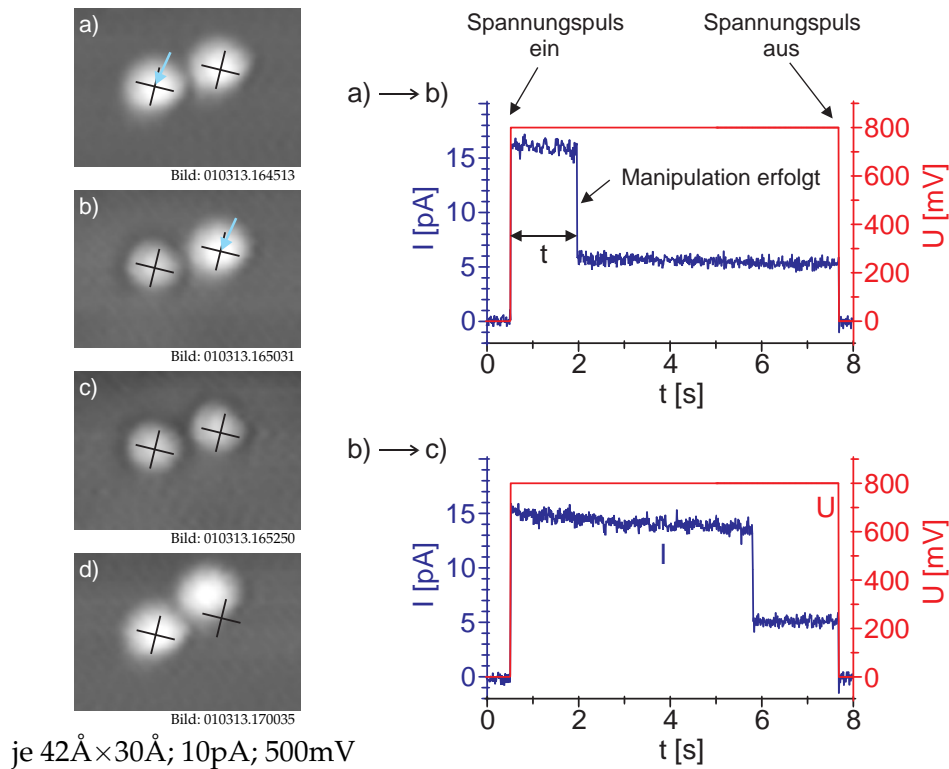 a)
Bild: 010313.164513
b)
Bild: 010313.165031
c)
Bild: 010313.165250
d)
Bild: 010313.170035
je 42Å×30Å; 10pA; 500mV
Spannungspuls
ein
Spannungspuls
aus
a) → b)
I [pA]
15
10
5
0
Manipulation erfolgt
t
800
600
400
200
0
U [mV]
0 2 4 6 8
t [s]
b) → c)
I [pA]
15
10
5
0
U
I
800
600
400
200
0
U [mV]
0 2 4 6 8
t [s]